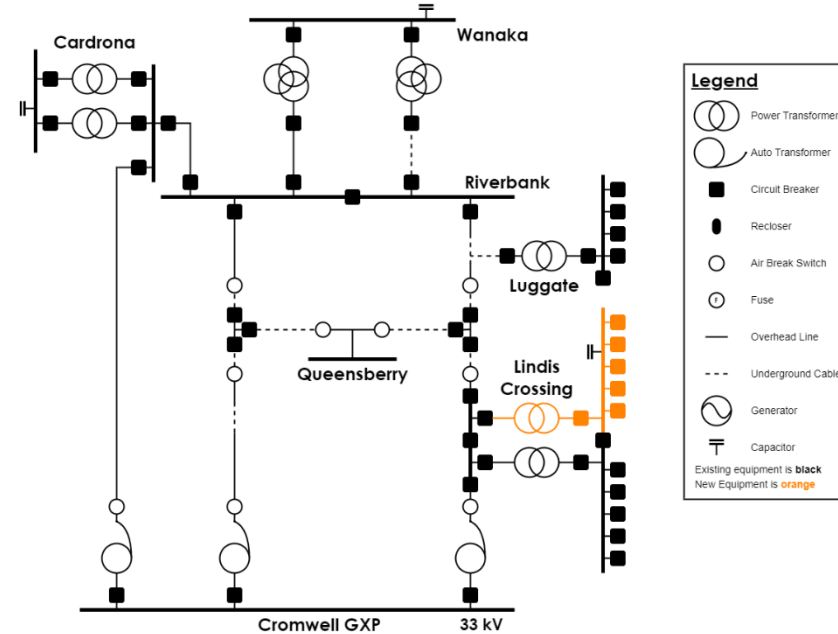 Cardrona
Wanaka
Riverbank
Luggate
Queensberry
Lindis
Crossing
Cromwell GXP
33 kV
Legend
Power Transformer
Auto Transformer
Circuit Breaker
Recloser
Air Break Switch
F
Fuse
Overhead Line
Underground Cable
Generator
Capacitor
Existing equipment is black
New Equipment is orange